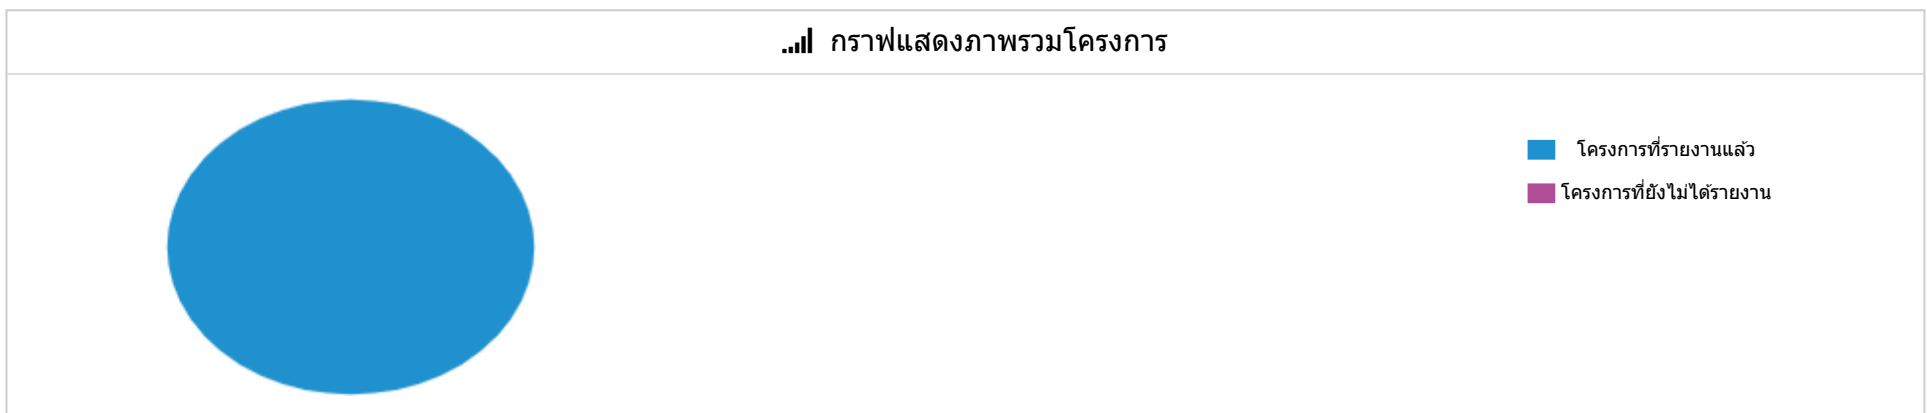 กราฟแสดงภาพรวมโครงการ
โครงการที่รายงานแล้ว
โครงการที่ยังไม่ได้รายงาน